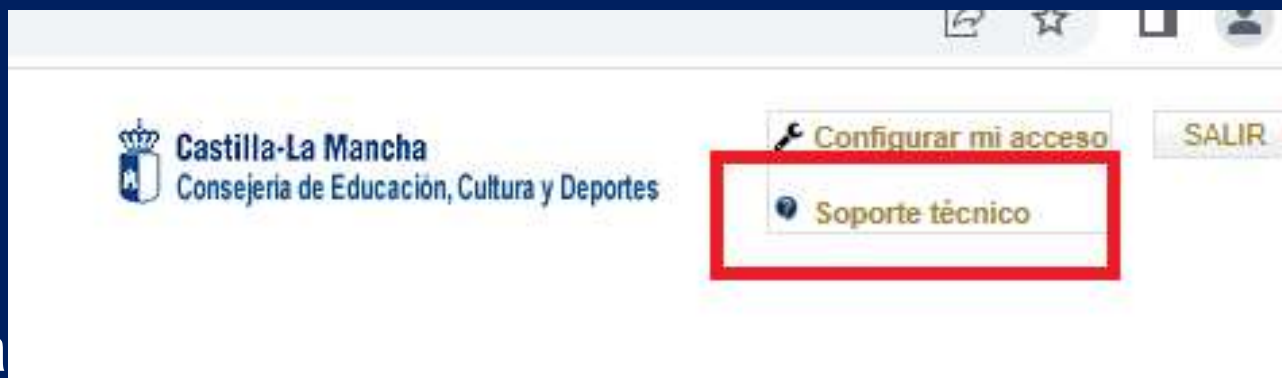 Castilla-La Mancha
Consejería de Educación, Cultura y Deportes
Configurar mi acceso
SALIR
Soporte técnico